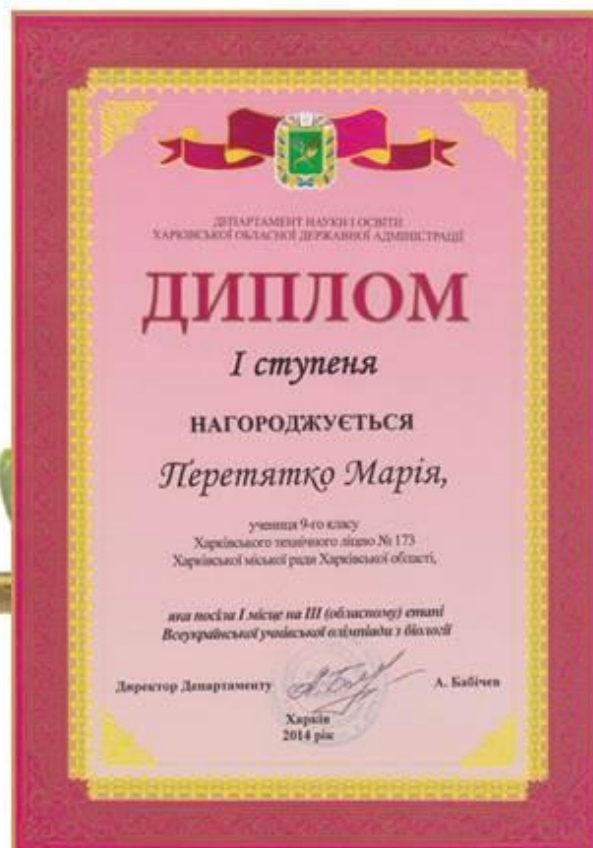 ДЕПАРТАМЕНТ НАУКИ І ОСВІТИ
ХАРКІВСЬКОЇ ОБЛАСНОЇ ДЕРЖАВНОЇ АДМІНІСТРАЦІЇ
ДИПЛОМ
І ступеня
НАГОРОДЖУЄТЬСЯ
Перетятко Марія,
учениця 9-го класу
Харківського технічного ліцею № 173
Харківської міської ради Харківської області,
яка посіла І місце на ІІІ (обласному) етапі
Всеукраїнської учнівської олімпіади з біології
Директор Департаменту А. Бабічев
Харків
2014 рік